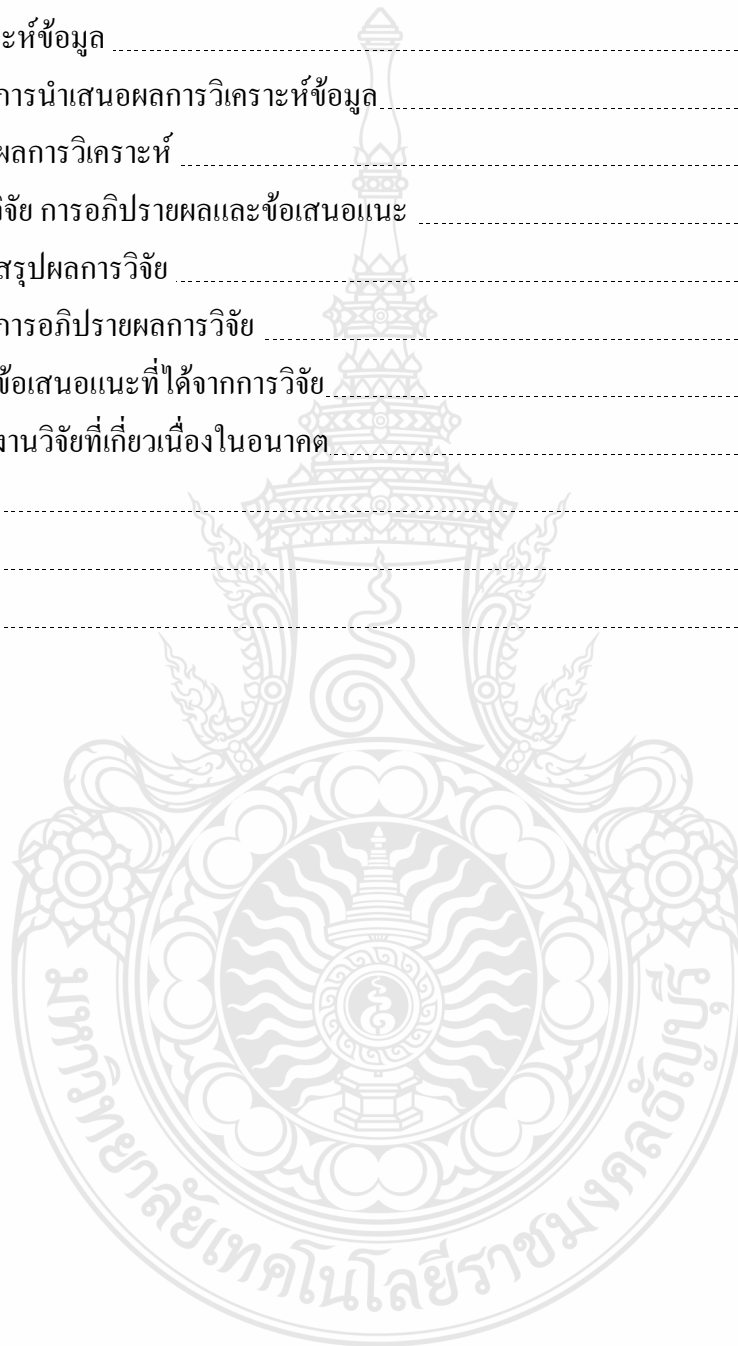 ะห์ข้อมูล
การนำเสนอผลการวิเคราะห์ข้อมูล
ผลการวิเคราะห์
วิจัย การอภิปรายผลและข้อเสนอแนะ
สรุปผลการวิจัย
การอภิปรายผลการวิจัย
ข้อเสนอแนะที่ได้จากการวิจัย
งานวิจัยที่เกี่ยวเนื่องในอนาคต
มหาวิทยาลัยเทคโนโลยีราชมงคลธัญบุรี